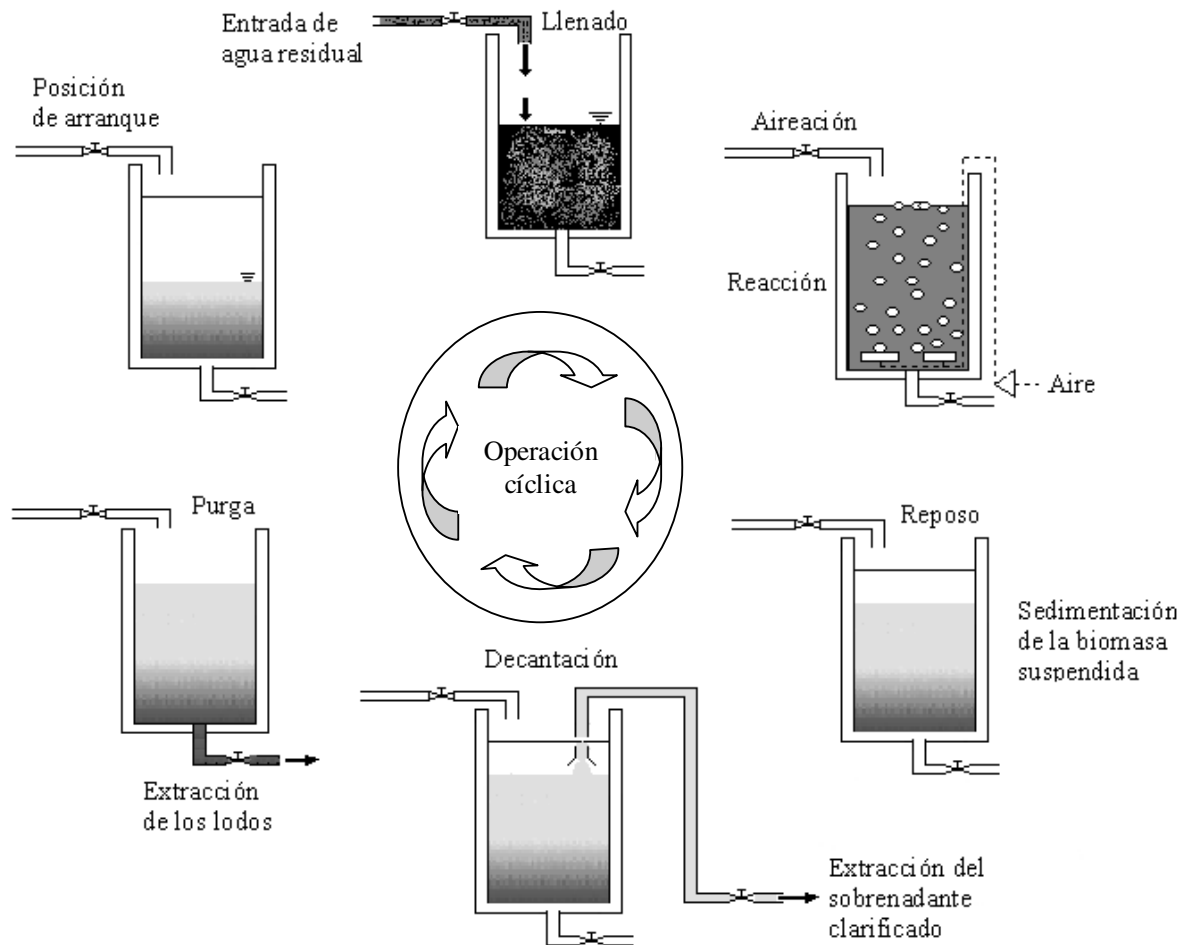 Entrada de
agua residual
Llenado
Posición
de arranque
Aireación
Reacción
Aire
Operación
cíclica
Purga
Reposo
Sedimentación
de la biomasa
suspendida
Decantación
Extracción
de los lodos
Extracción del
sobrenadante
clarificado